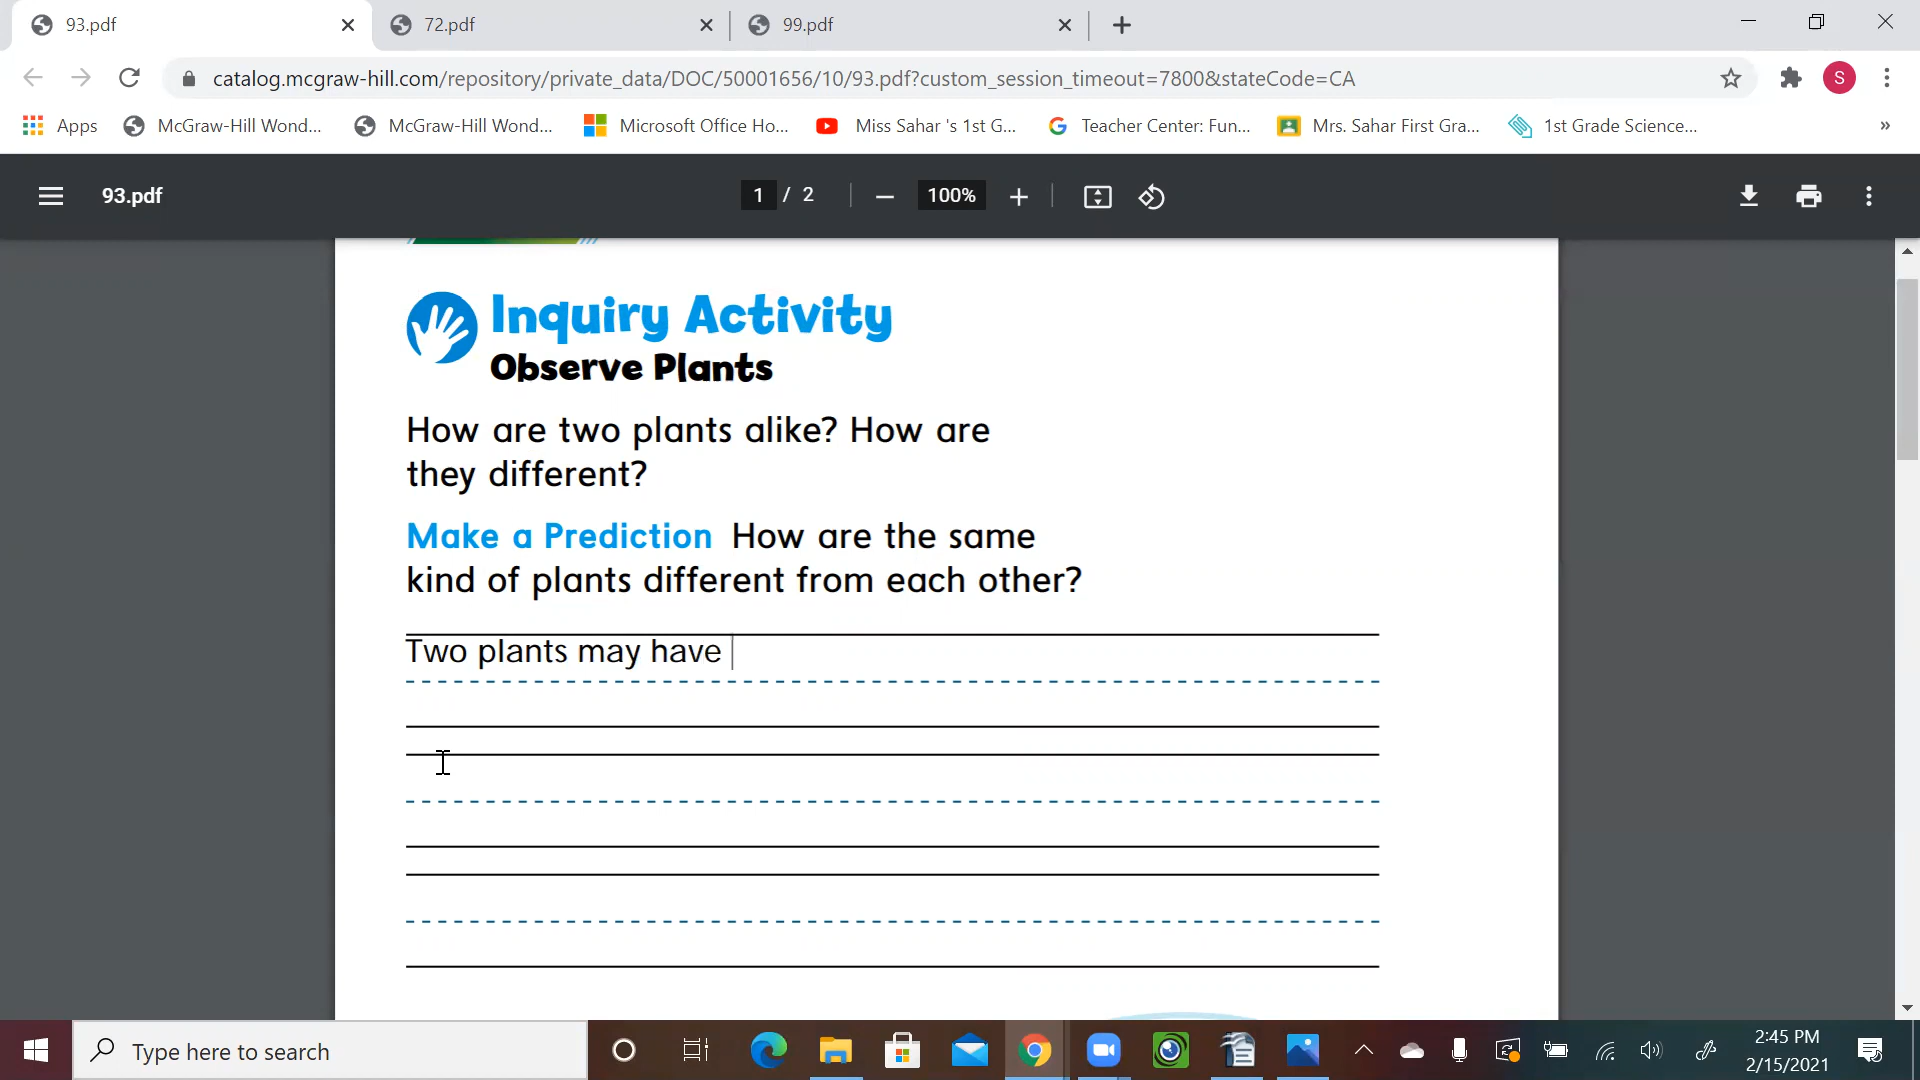 93.pdf
72.pdf
99.pdf
catalog.mcgraw-hill.com/repository/private_data/DOC/50001656/10/93.pdf?custom_session_timeout=7800&stateCode=CA
S
Apps
McGraw-Hill Wond...
McGraw-Hill Wond...
Microsoft Office Ho...
Miss Sahar 's 1st G...
Teacher Center: Fun...
Mrs. Sahar First Gra...
1st Grade Science...
»
93.pdf
1 / 2
100%
Inquiry Activity
Observe Plants
How are two plants alike? How are
they different?
Make a Prediction How are the same
kind of plants different from each other?
Two plants may have
Type here to search
2:45 PM
2/15/2021